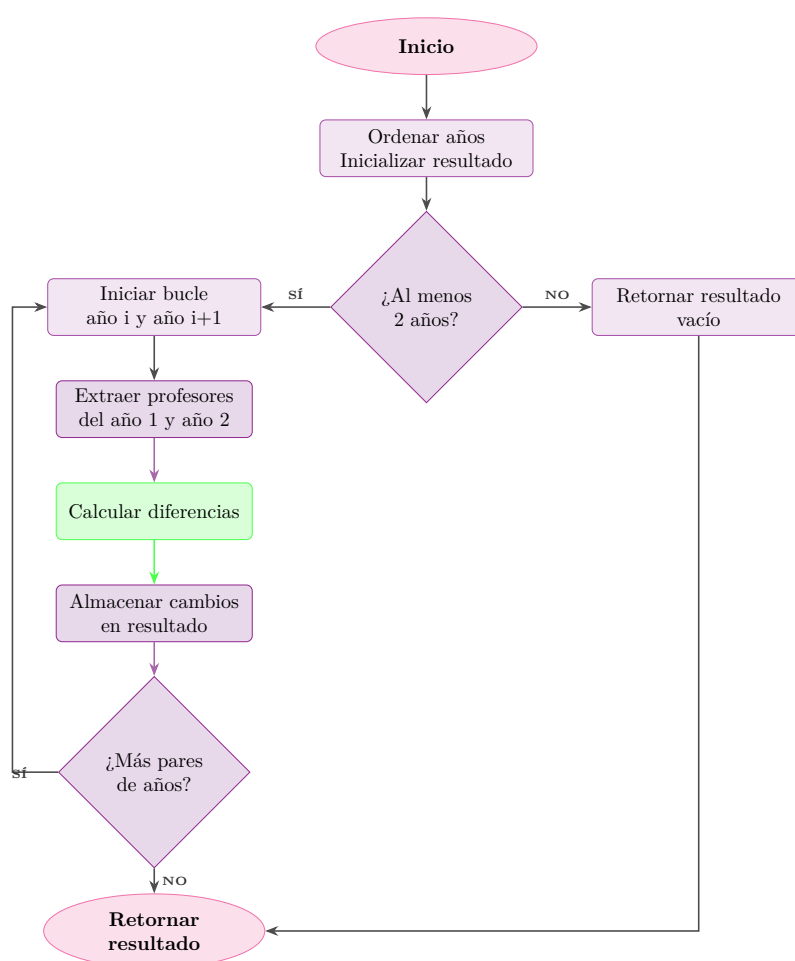 Inicio
Ordenar años
Inicializar resultado
¿Al menos
2 años?
SÍ
NO
Iniciar bucle
año i y año i+1
Retornar resultado
vacío
Extraer profesores
del año 1 y año 2
Calcular diferencias
Almacenar cambios
en resultado
¿Más pares
de años?
SÍ
NO
Retornar
resultado